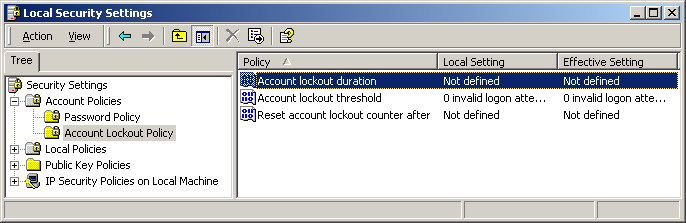 Local Security Settings
Action View
Tree
Policy Local Setting Effective Setting
Security Settings
Account Policies
Password Policy
Account Lockout Policy
Local Policies
Public Key Policies
IP Security Policies on Local Machine
Account lockout duration Not defined Not defined
Account lockout threshold 0 invalid logon atte... 0 invalid logon atte...
Reset account lockout counter after Not defined Not defined